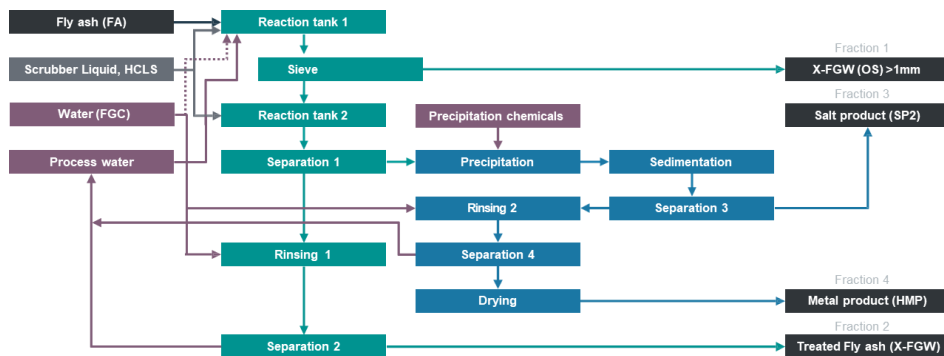 Fly ash (FA)
Reaction tank 1
Fraction 1
Scrubber Liquid, HCLS
Sieve
X-FGW (OS) >1mm
Fraction 3
Water (FGC)
Reaction tank 2
Precipitation chemicals
Salt product (SP2)
Process water
Separation 1
Precipitation
Sedimentation
Rinsing 2
Separation 3
Rinsing 1
Separation 4
Fraction 4
Drying
Metal product (HMP)
Fraction 2
Separation 2
Treated Fly ash (X-FGW)